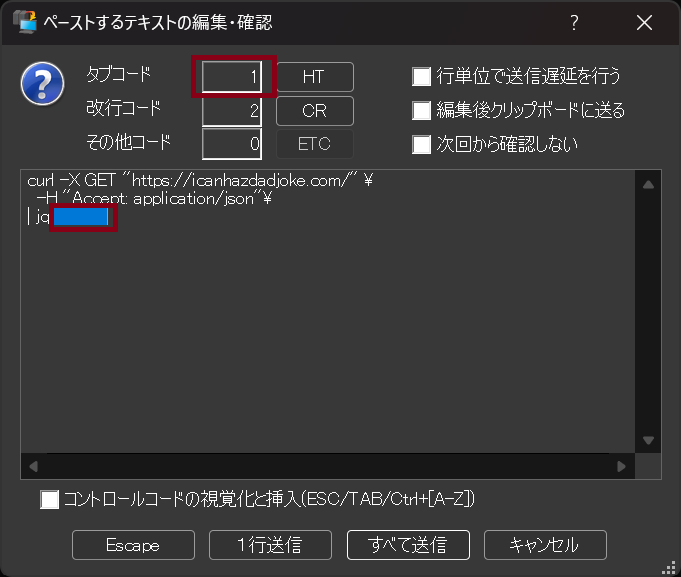 ペーストするテキストの編集・確認
タブコード 1 HT
行単位で送信遅延を行う
改行コード 2 CR
編集後クリップボードに送る
その他コード 0 ETC
次回から確認しない
curl -X GET "https://icanhazdadjoke.com/" ¥
-H "Accept: application/json"¥
| jq
コントロールコードの視覚化と挿入(ESC/TAB/Ctrl+[A-Z])
Escape
1行送信
すべて送信
キャンセル